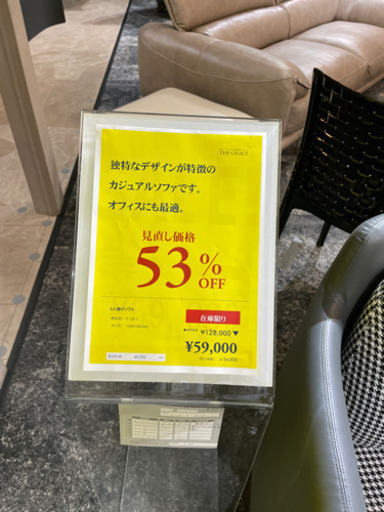 THE GRACE
独特なデザインが特徴の
カジュアルソファです。
オフィスにも最適。
見直し価格
53%
OFF
在庫限り
¥128,000▼
¥59,000